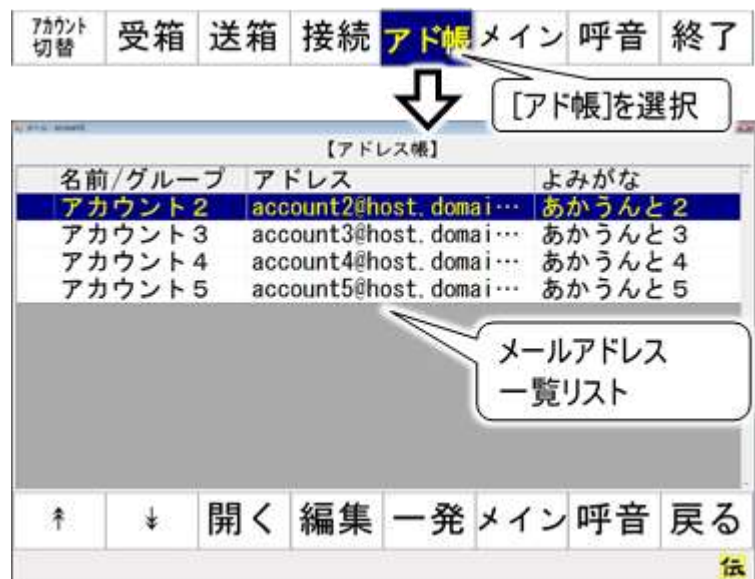 アカウント
切替 受箱 送箱 接続 アド帳 メイン 呼音 終了
[アド帳]を選択
【アドレス帳】
名前/グループ アドレス よみがな
アカウント2 account2@host.domai… あかうんと2
アカウント3 account3@host.domai… あかうんと3
アカウント4 account4@host.domai… あかうんと4
アカウント5 account5@host.domai… あかうんと5
メールアドレス
一覧リスト
↟ ↡ 開く 編集 一発 メイン 呼音 戻る
伝